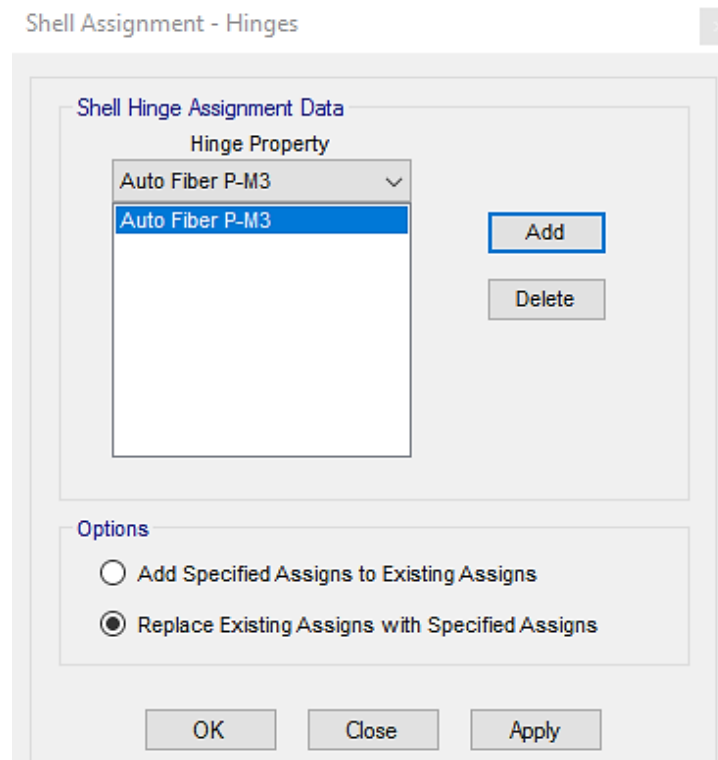 Shell Assignment - Hinges
Shell Hinge Assignment Data
Hinge Property
Auto Fiber P-M3
Auto Fiber P-M3
Add
Delete
Options
Add Specified Assigns to Existing Assigns
Replace Existing Assigns with Specified Assigns
OK Close Apply